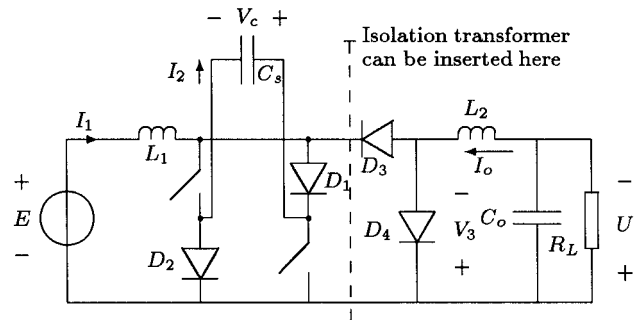 − V_c +
Isolation transformer
can be inserted here
I_2
C_s
I_1
L_1
L_2
D_3
I_o
D_1
+
E
−
D_2
D_4
−
V_3
+
C_o
R_L
−
U
+